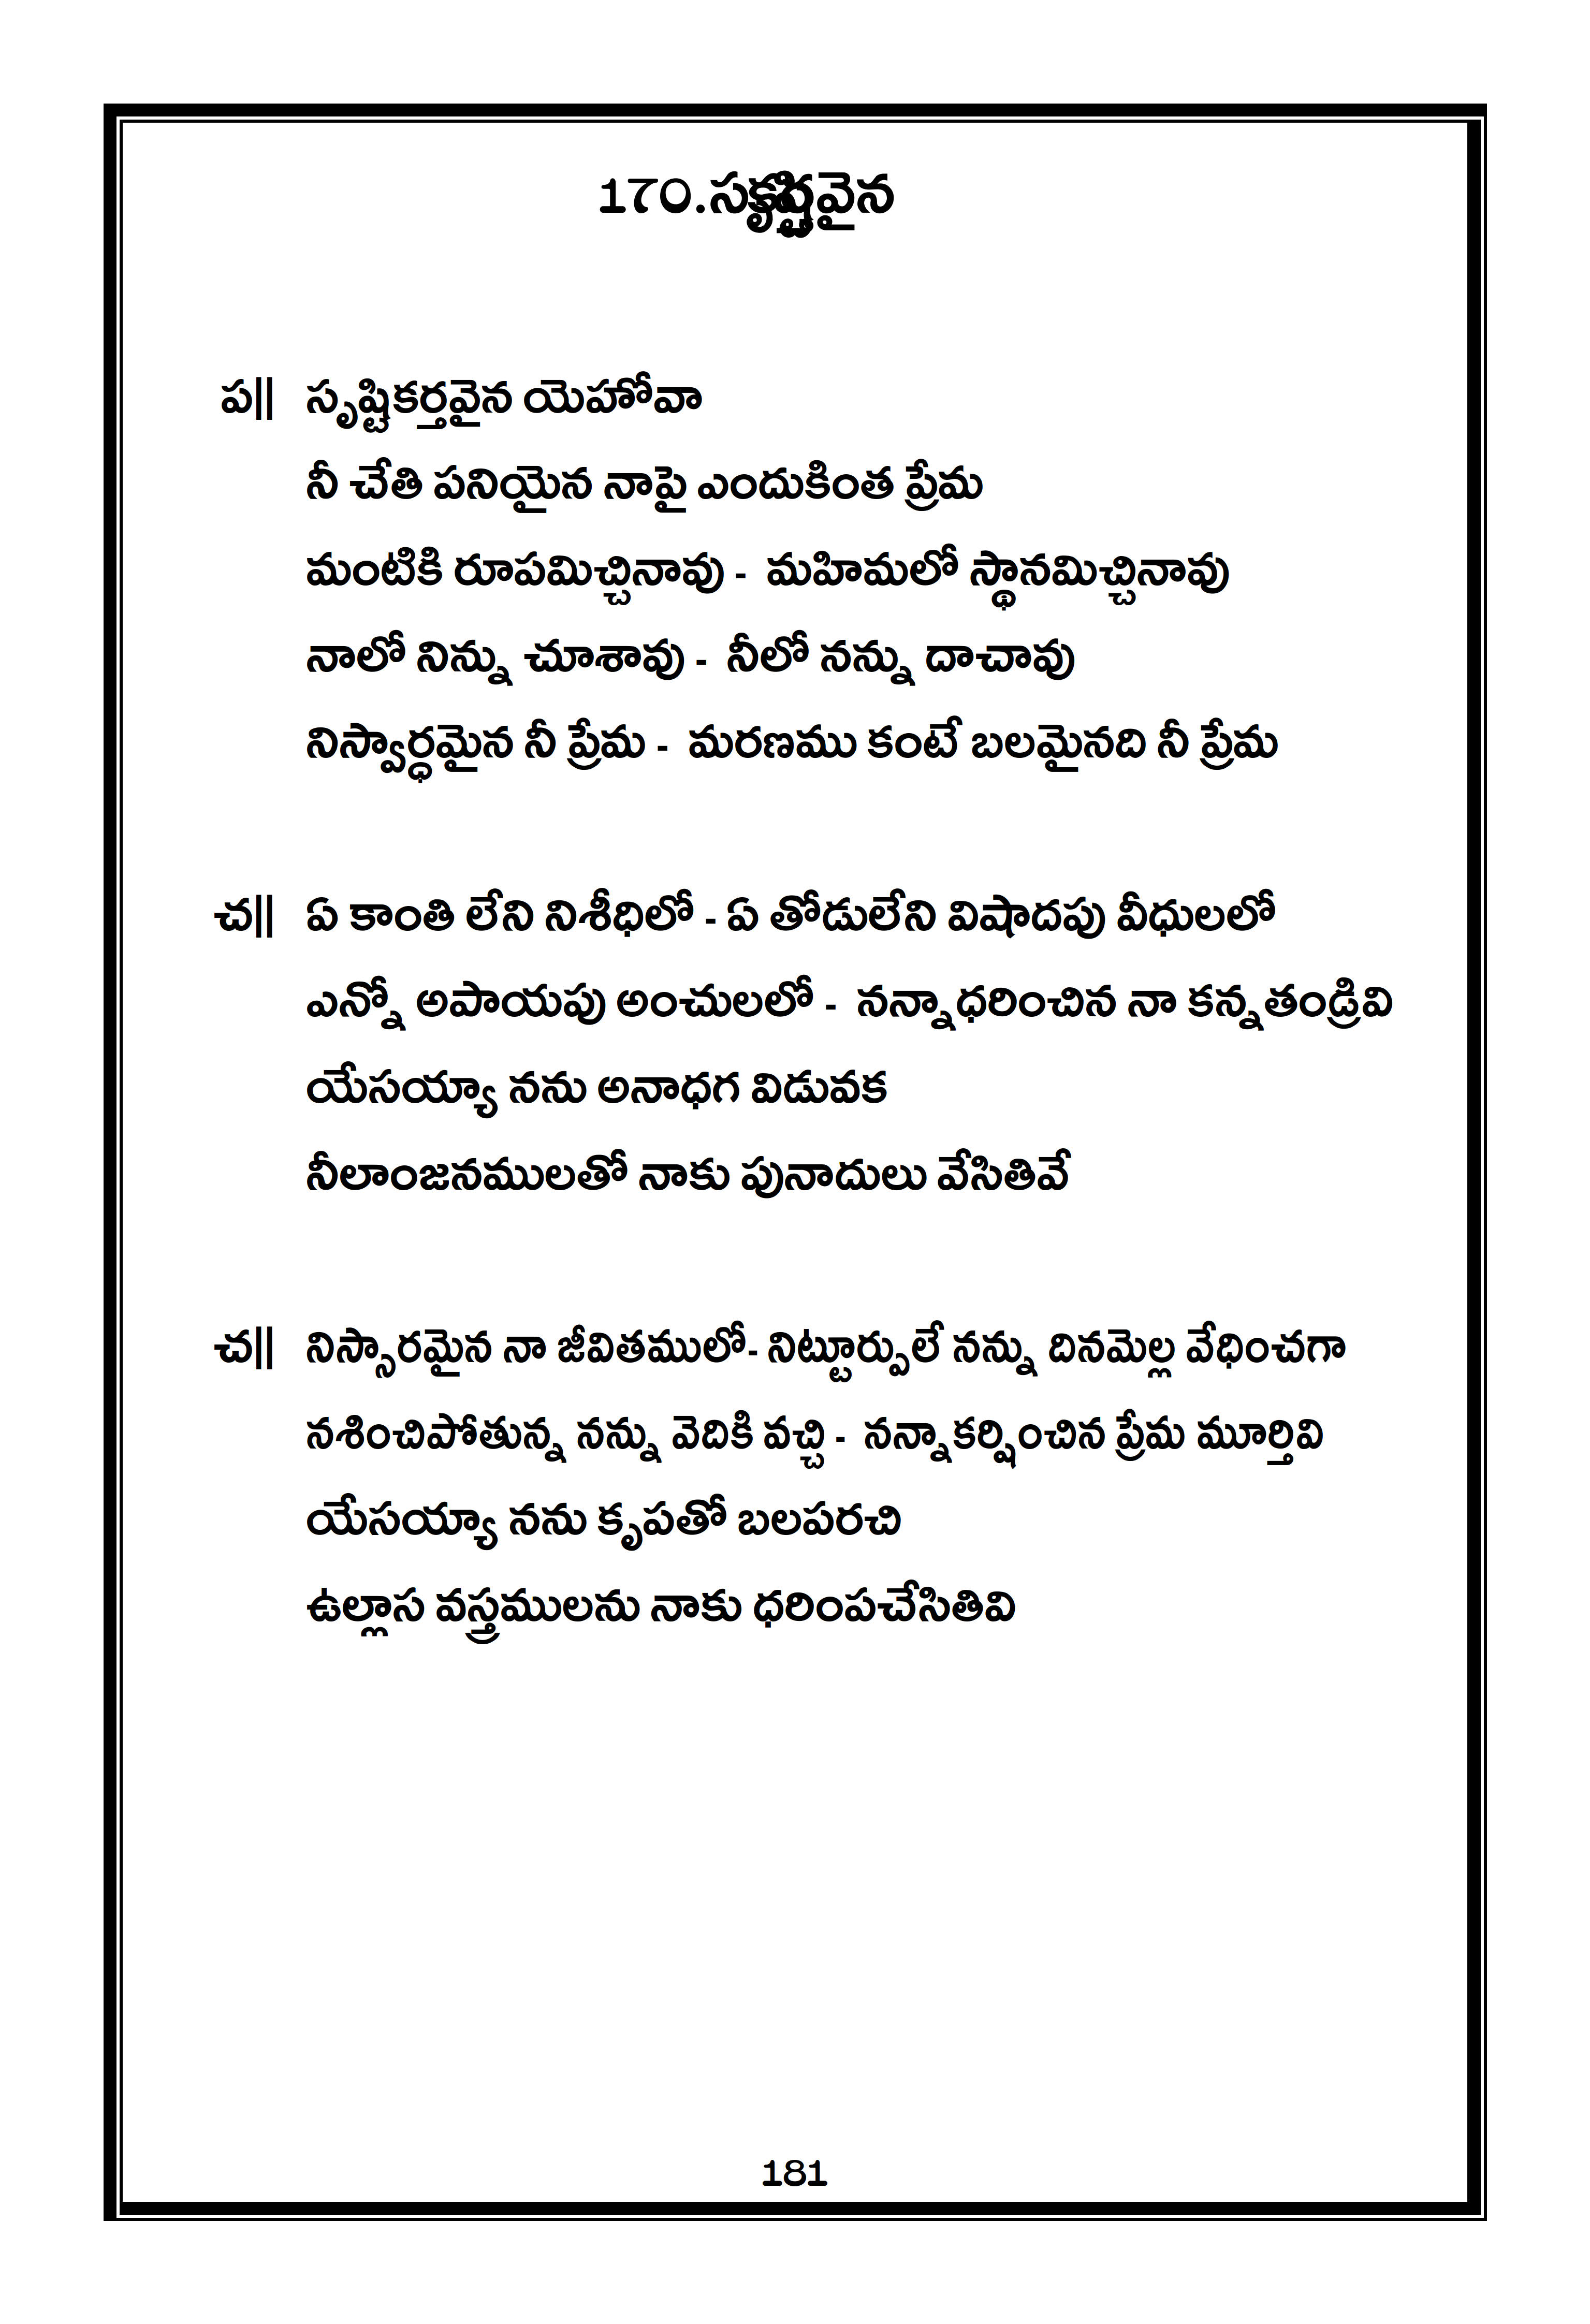 170.
ప|| సృష్టికర్తవైన యెహోవా
నీ చేతి పనియైన నాపై ఎందుకింత ప్రేమ
మంటికి రూపమిచ్చినావు - మహిమలో స్థానమిచ్చినావు
నాలో నిన్ను చూశావు - నీలో నన్ను దాచావు
నిస్వార్ధమైన నీ ప్రేమ - మరణము కంటే బలమైనది నీ ప్రేమ
చ|| ఏ కాంతి లేని నిశీధిలో - ఏ తోడులేని విషాదపు వీధులలో
ఎన్నో అపాయపు అంచులలో - నన్నాధరించిన నా కన్నతండ్రివి
యేసయ్యా నను అనాధగ విడువక
నీలాంజనములతో నాకు పునాదులు వేసితివే
చ|| నిస్సారమైన నా జీవితములో- నిట్టూర్పులే నన్ను దినమెల్ల వేధించగా
నశించిపోతున్న నన్ను వెదికి వచ్చి - నన్నాకర్షించిన ప్రేమ మూర్తివి
యేసయ్యా నను కృపతో బలపరచి
ఉల్లాస వస్త్రములను నాకు ధరింపచేసితివి
181